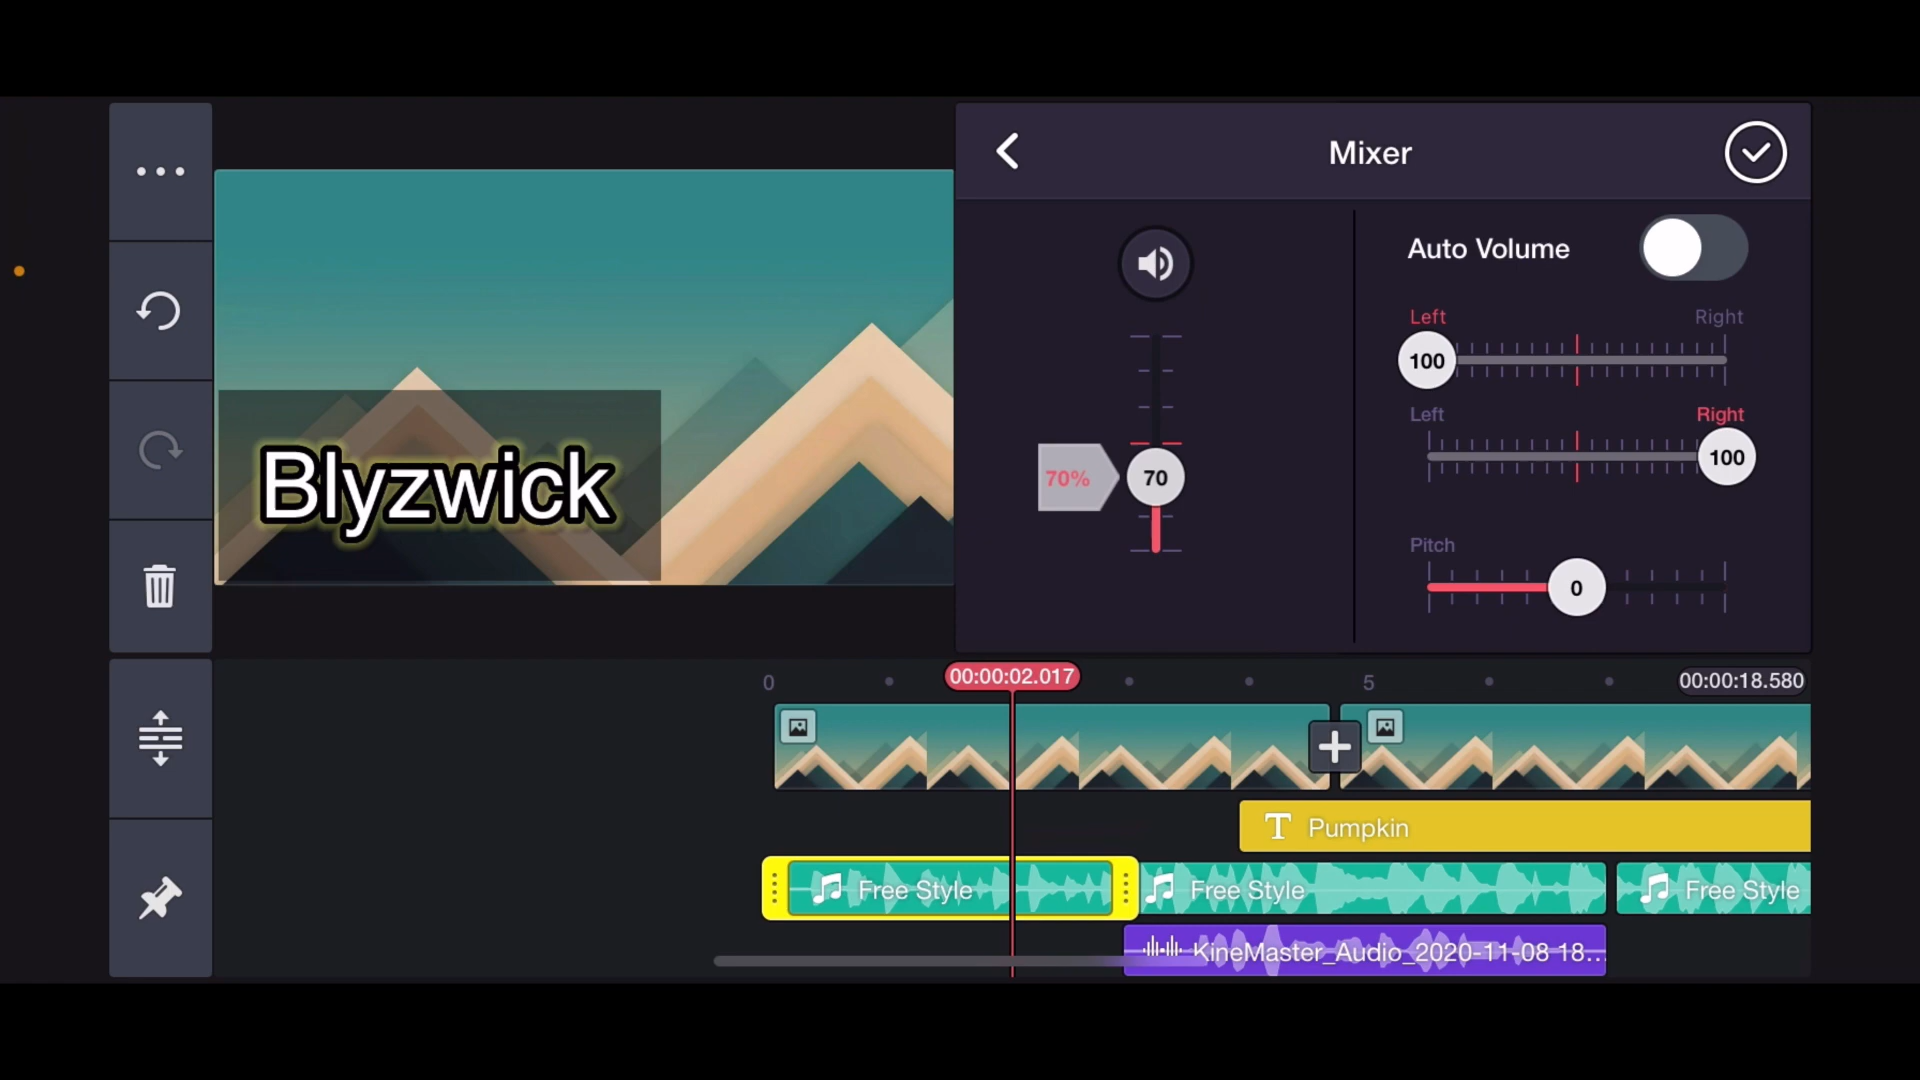 Mixer
Auto Volume
Left Right
100
Left Right
100
70%
70
Pitch
0
Blyzwick
0
00:00:02.017
5
00:00:18.580
T Pumpkin
Free Style
Free Style
Free Style
KineMaster_Audio_2020-11-08 18...